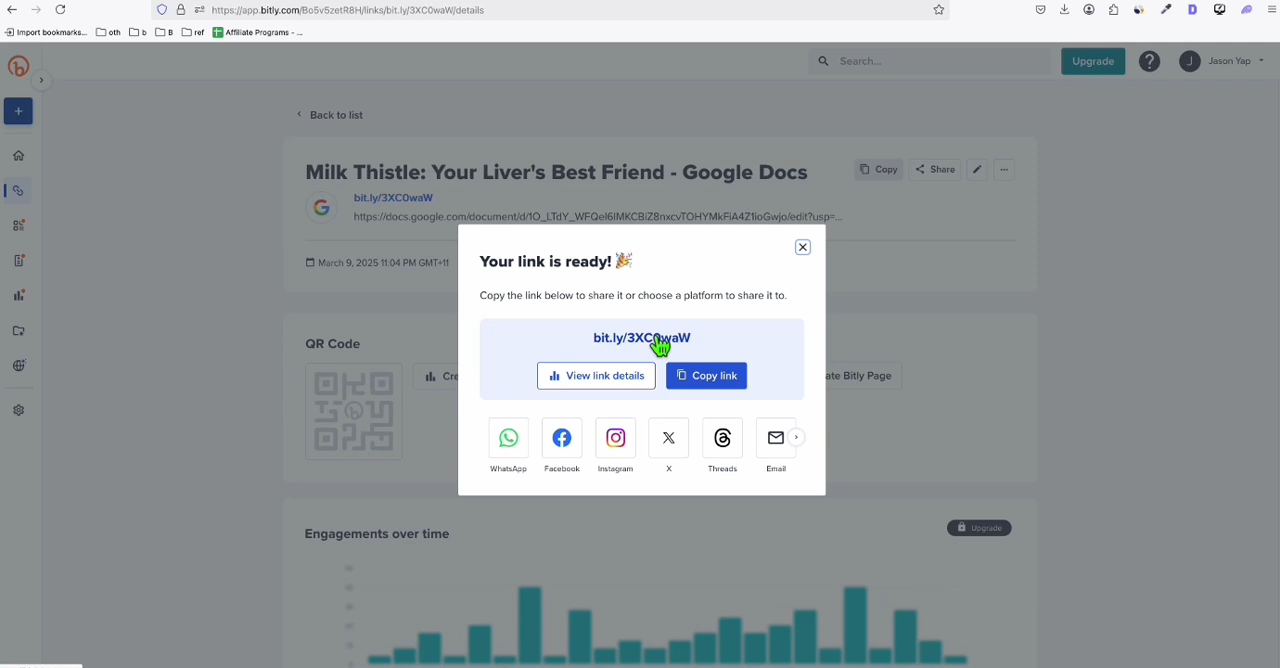 https://app.bitly.com/Bo5v5zetR8H/links/bit.ly/3XC0waW/details
Import bookmarks... oth b B ref Affiliate Programs - ...
Search... Upgrade ? J Jason Yap
Back to list
Milk Thistle: Your Liver's Best Friend - Google Docs Copy Share
bit.ly/3XC0waW
https://docs.google.com/document/d/1O_LTdY_WFQel6IMKCBiZ8nxcvTOHYMkFiA4Z1ioGwjo/edit?usp=...
March 9, 2025 11:04 PM GMT+11
Your link is ready! 🎉
Copy the link below to share it or choose a platform to share it to.
bit.ly/3XC0waW
View link details Copy link
QR Code
Cre
ate Bitly Page
WhatsApp Facebook Instagram X Threads Email
Engagements over time Upgrade